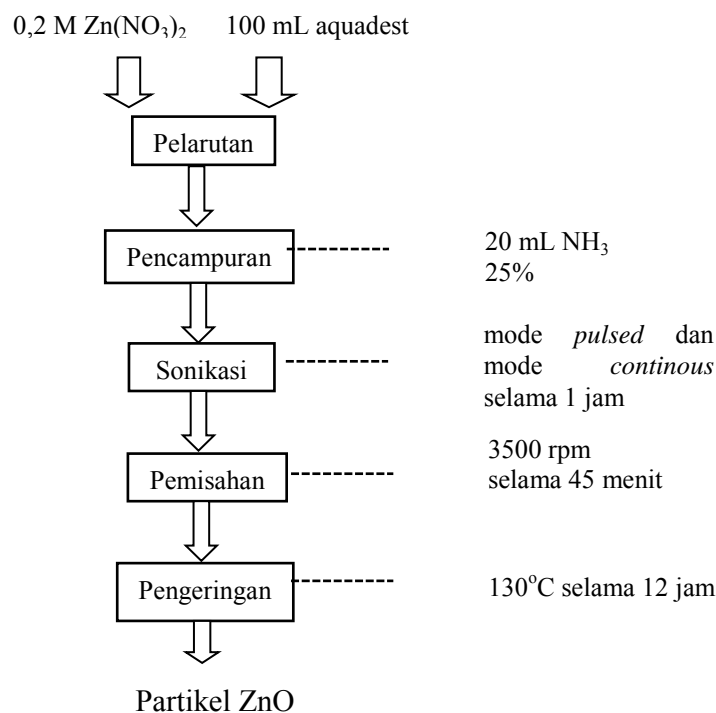 0,2 M Zn(NO₃)₂ 100 mL aquadest
Pelarutan
Pencampuran
20 mL NH₃
25%
Sonikasi
mode pulsed dan
mode continous
selama 1 jam
Pemisahan
3500 rpm
selama 45 menit
Pengeringan
130°C selama 12 jam
Partikel ZnO